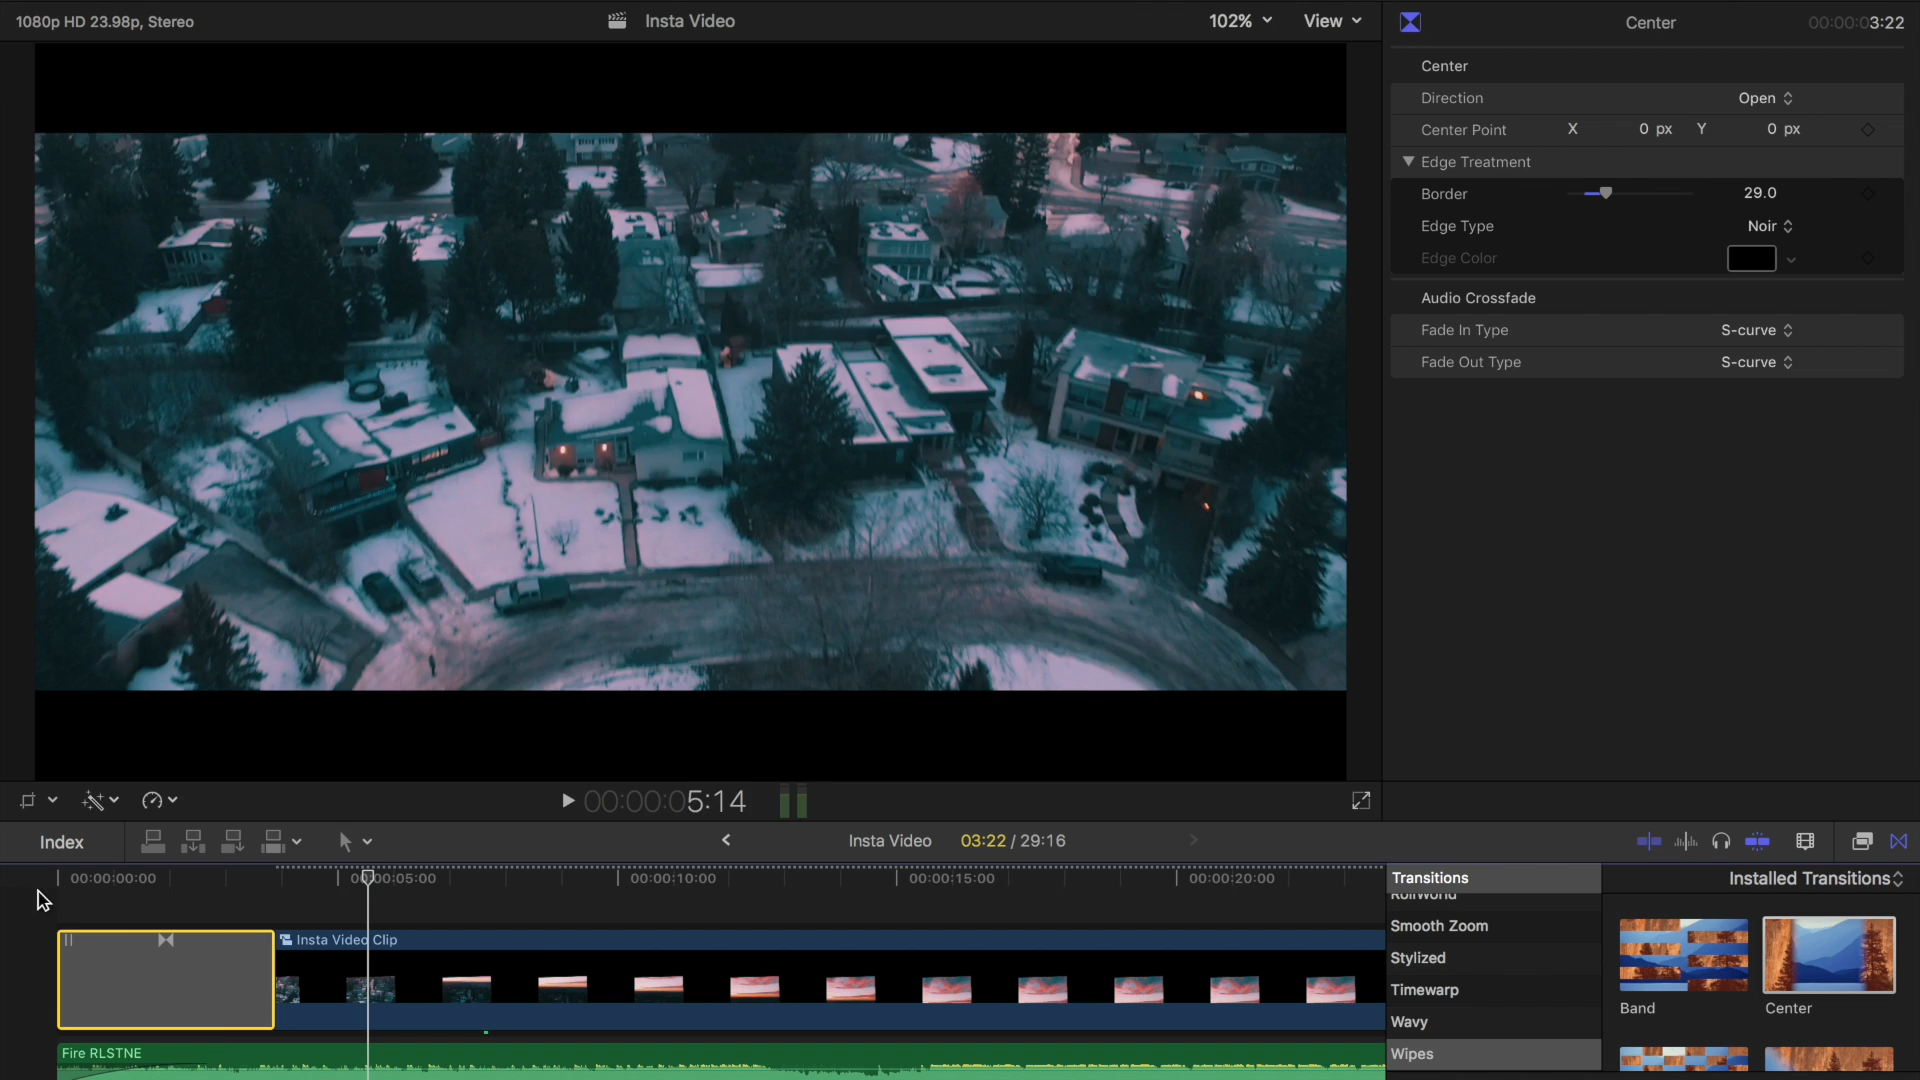 1080p HD 23.98p, Stereo
Insta Video
102%
View
Center
00:00:03:22
Center
Direction
Open
Center Point
X
0 px
Y
0 px
Edge Treatment
Border
29.0
Edge Type
Noir
Edge Color
Audio Crossfade
Fade In Type
S-curve
Fade Out Type
S-curve
00:00:05:14
Index
Insta Video
03:22 / 29:16
00:00:00:00
00:00:05:00
00:00:10:00
00:00:15:00
00:00:20:00
Transitions
Installed Transitions
RollWorld
Smooth Zoom
Stylized
Timewarp
Wavy
Wipes
Band
Center
Insta Video Clip
Fire RLSTNE